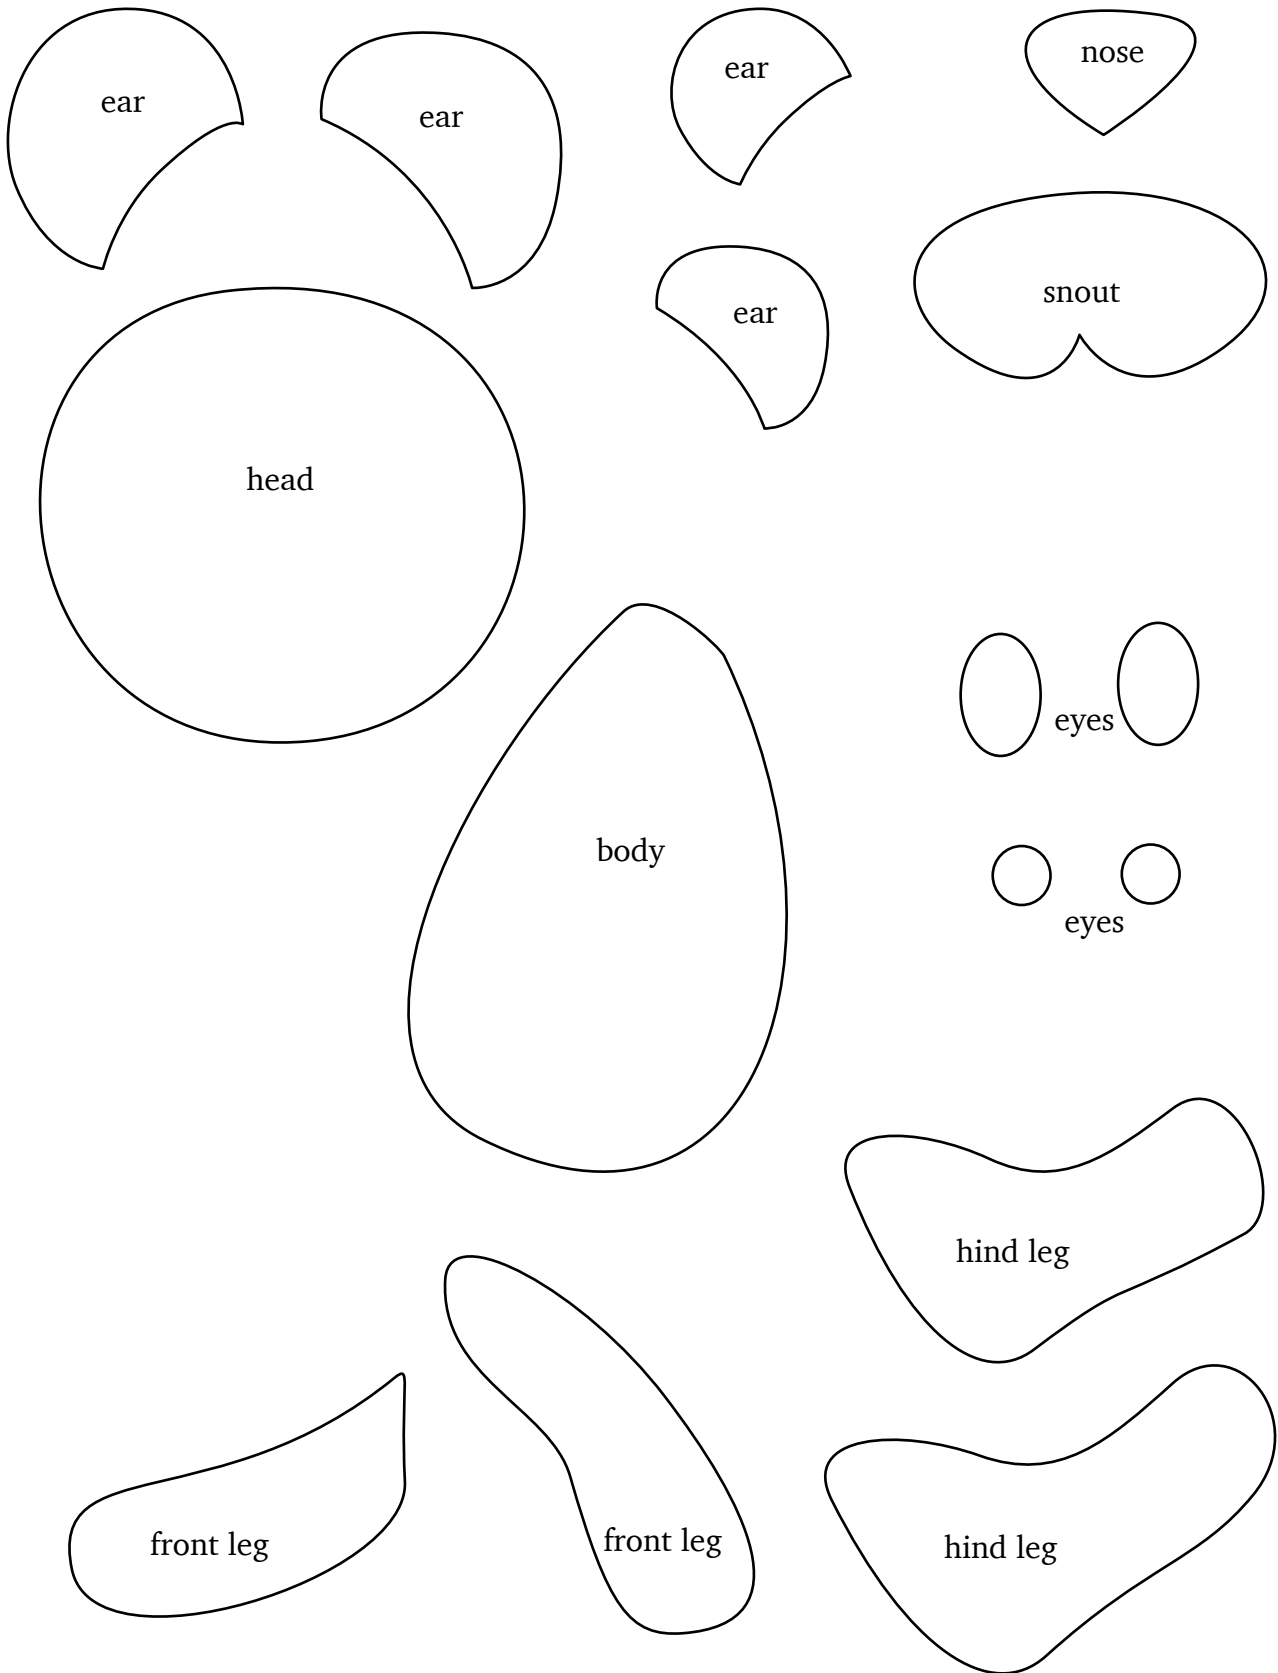 ear
ear
ear
nose
ear
snout
head
eyes
body
eyes
hind leg
front leg
front leg
hind leg